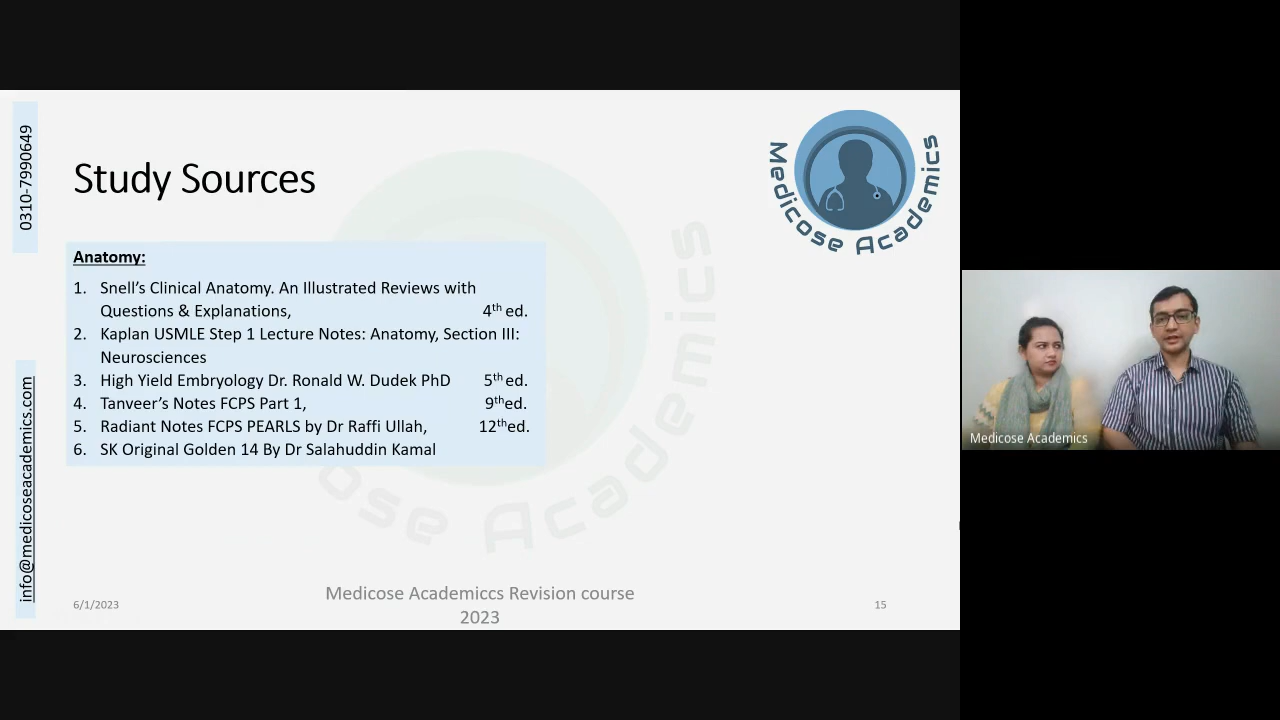 0310-7990649
info@medicoseacademics.com
Study Sources
Medicose Academics
Anatomy:
1. Snell's Clinical Anatomy. An Illustrated Reviews with
Questions & Explanations, 4th ed.
2. Kaplan USMLE Step 1 Lecture Notes: Anatomy, Section III:
Neurosciences
3. High Yield Embryology Dr. Ronald W. Dudek PhD 5th ed.
4. Tanveer's Notes FCPS Part 1, 9thed.
5. Radiant Notes FCPS PEARLS by Dr Raffi Ullah, 12thed.
6. SK Original Golden 14 By Dr Salahuddin Kamal
ose Academics
6/1/2023
Medicose Academiccs Revision course
2023
15
Medicose Academics